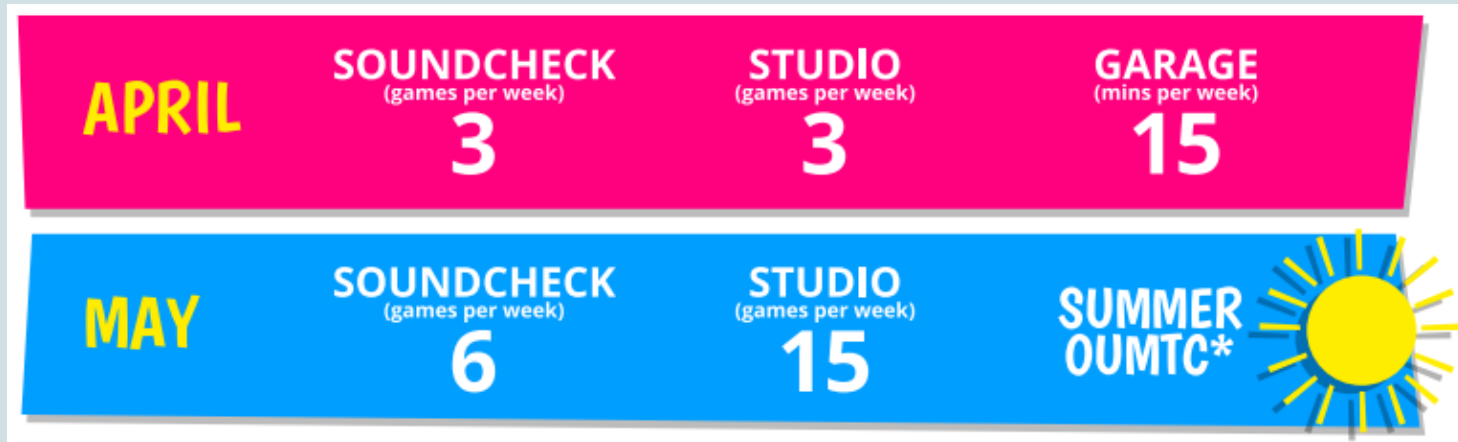 APRIL
SOUNDCHECK
(games per week)
3
STUDIO
(games per week)
3
GARAGE
(mins per week)
15
MAY
SOUNDCHECK
(games per week)
6
STUDIO
(games per week)
15
SUMMER
OUMTC*